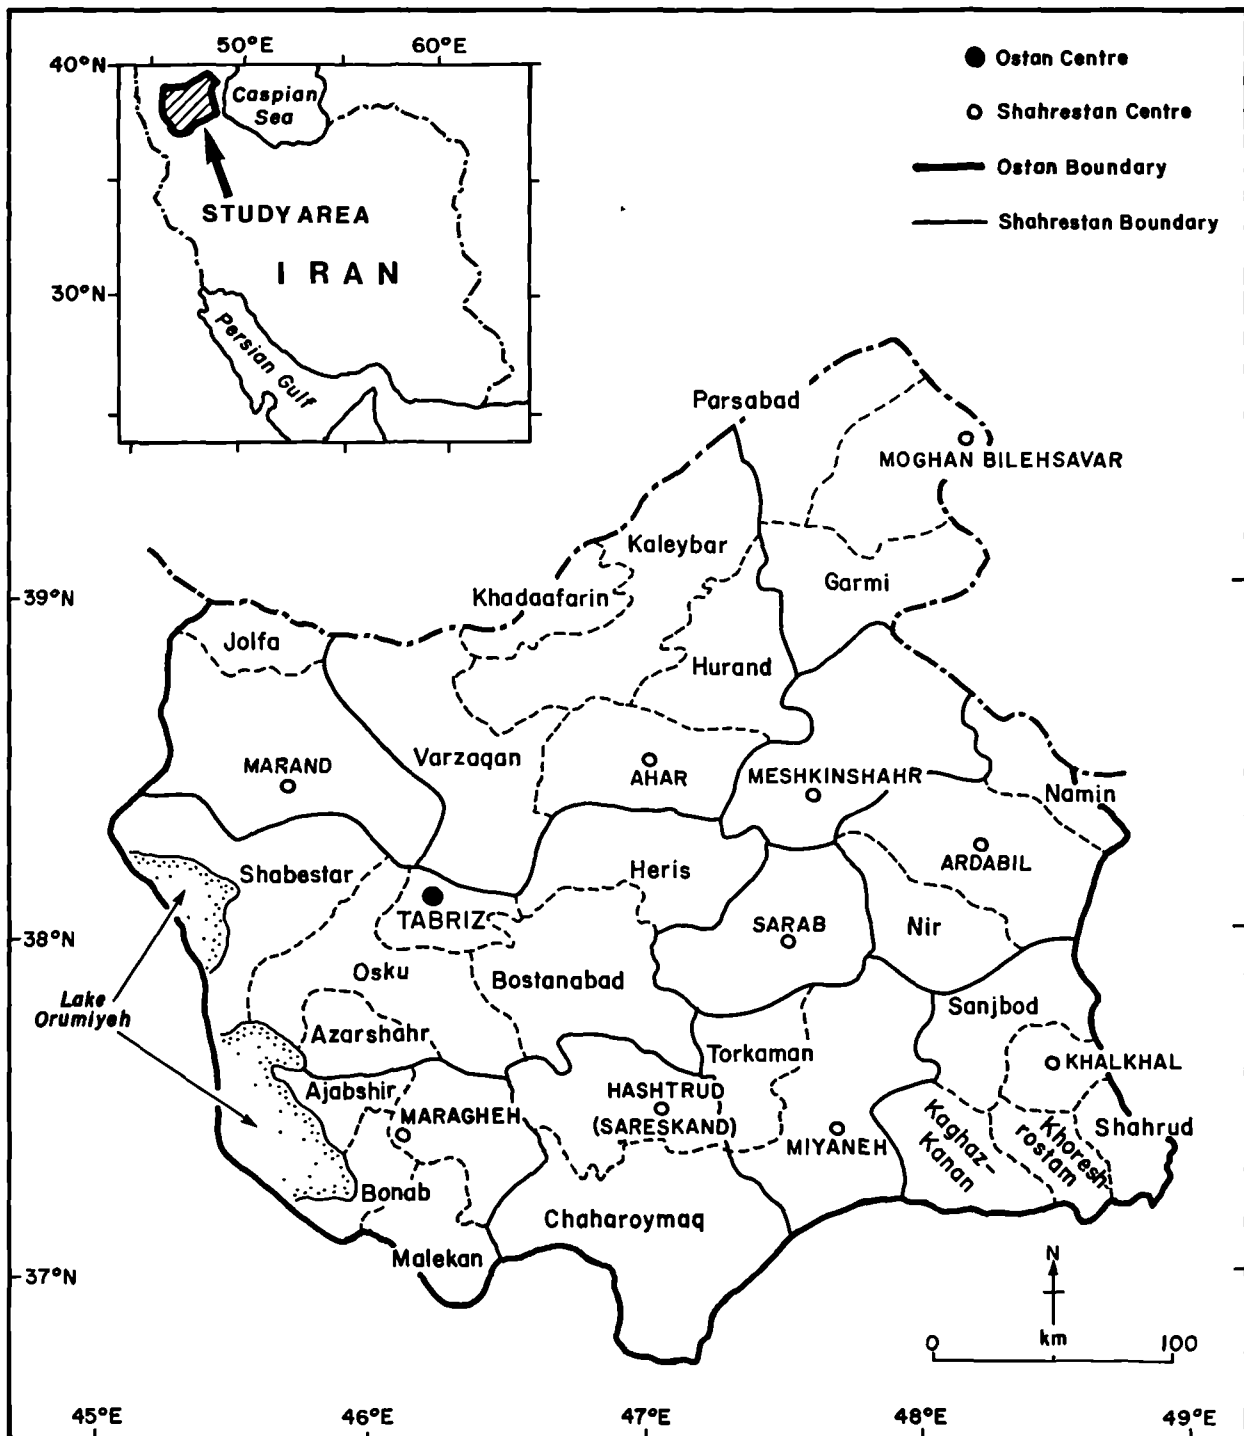 50°E 60°E
40°N
Caspian
Sea
STUDY AREA
IRAN
30°N
Persian Gulf
Ostan Centre
Shahrestan Centre
Ostan Boundary
Shahrestan Boundary
Parsabad
MOGHAN BILEHSAVAR
Kaleybar
Khadaafarin
Garmi
39°N
Jolfa
Hurand
Varzaqan
MARAND
AHAR
MESHKINSHAHR
Namin
Shabestar
Heris
ARDABIL
TABRIZ
SARAB
Nir
38°N
Osku
Bostanabad
Lake
Orumiyeh
Sanjbod
Azarshahr
Torkaman
KHALKHAL
Ajabshir
HASHTRUD
(SARESKAND)
MARAGHEH
MIYANEH
Kaghaz-
Kanan
Khoresh-
rostam
Shahrud
Bonab
Chaharoymaq
Malekan
37°N
N
km
0 100
45°E 46°E 47°E 48°E 49°E